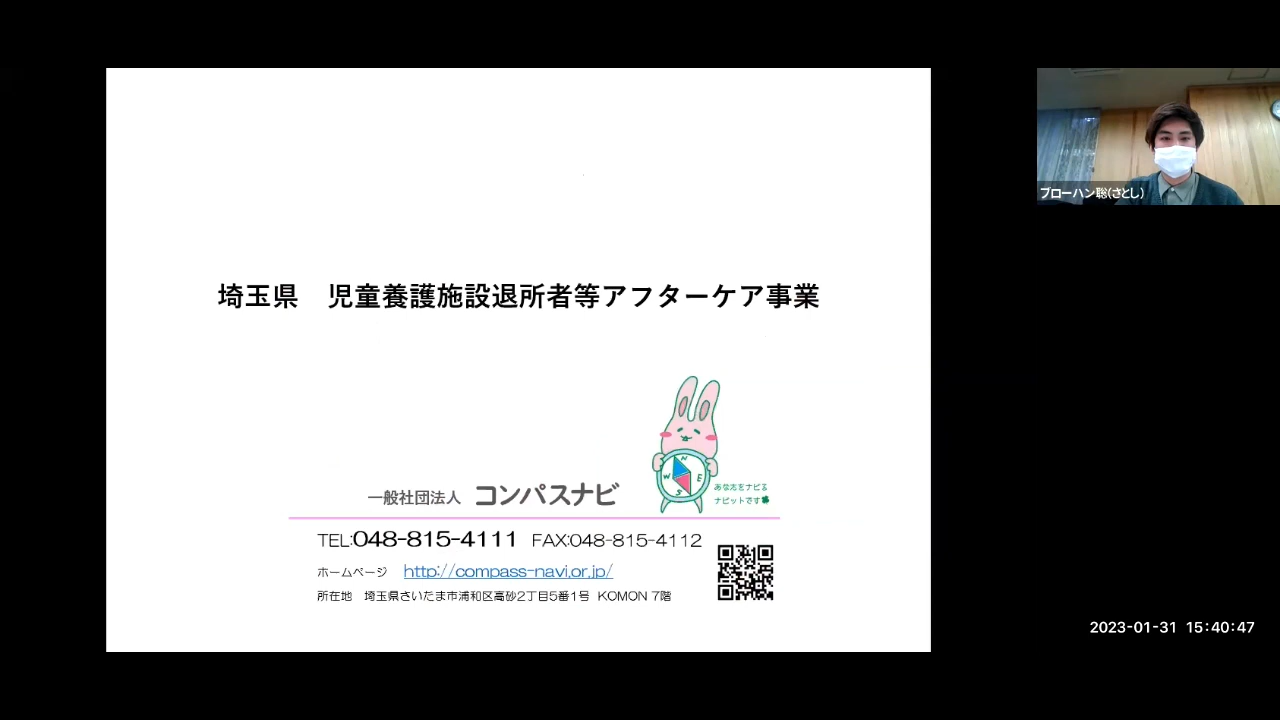 埼玉県　児童養護施設退所者等アフターケア事業
一般社団法人 コンパスナビ
あなたをナビる
ナビットです
TEL:048-815-4111 FAX:048-815-4112
ホームページ http://compass-navi.or.jp/
所在地 埼玉県さいたま市浦和区高砂2丁目5番1号 KOMON 7階
N
W E
S
ブローハン聡(さとし)
2023-01-31 15:40:47